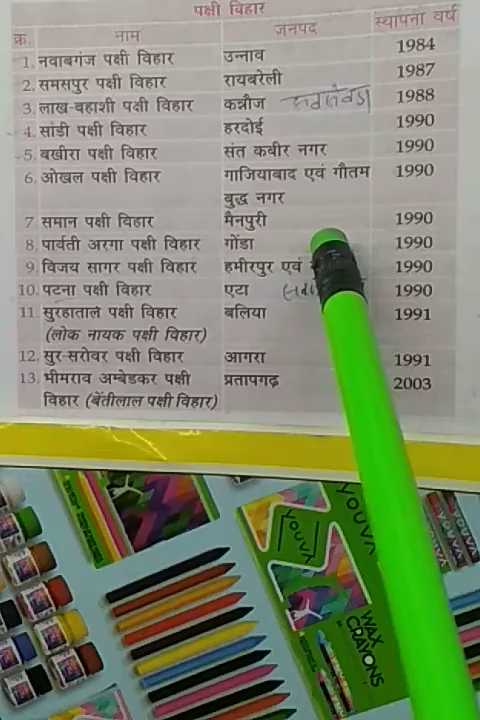 पक्षी विहार
क्र. नाम जनपद स्थापना वर्ष
1. नवाबगंज पक्षी विहार उन्नाव 1984
2. समसपुर पक्षी विहार रायबरेली 1987
3. लाख-बहाशी पक्षी विहार कन्नौज सबसे बड़ा 1988
4. सांडी पक्षी विहार हरदोई 1990
5. बखीरा पक्षी विहार संत कबीर नगर 1990
6. ओखल पक्षी विहार गाजियाबाद एवं गौतम 1990
बुद्ध नगर
7. समान पक्षी विहार मैनपुरी 1990
8. पार्वती अरगा पक्षी विहार गोंडा 1990
9. विजय सागर पक्षी विहार हमीरपुर एवं 1990
10. पटना पक्षी विहार एटा 1990
11. सुरहाताले पक्षी विहार बलिया 1991
(लोक नायक पक्षी विहार)
12. सुर-सरोवर पक्षी विहार आगरा 1991
13. भीमराव अम्बेडकर पक्षी प्रतापगढ़ 2003
विहार (बेंतीलाल पक्षी विहार)
YOUVA
YOUVA
WAX
CRAYONS